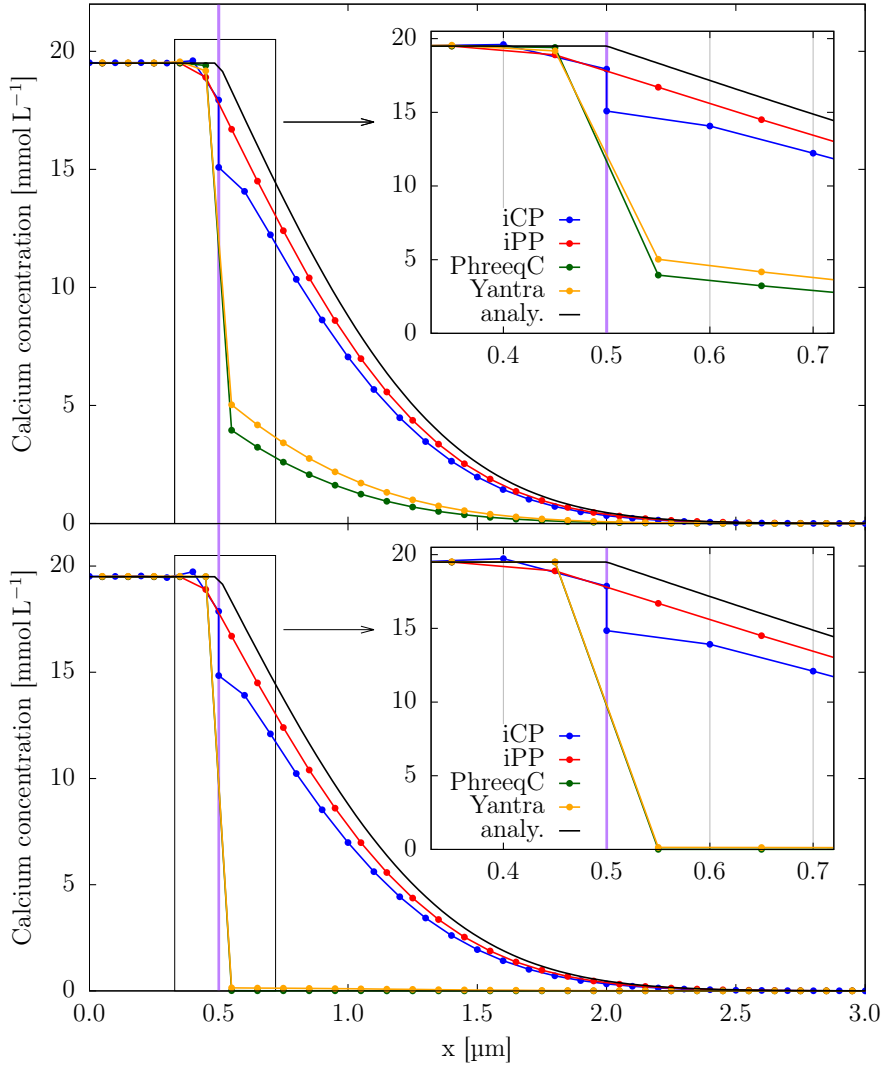 20
15
10
5
0
Calcium concentration [mmol L⁻¹]
20
15
10
5
0
0.4
0.5
0.6
0.7
iCP
iPP
PhreeqC
Yantra
analy.
20
15
10
5
0
Calcium concentration [mmol L⁻¹]
20
15
10
5
0
0.4
0.5
0.6
0.7
iCP
iPP
PhreeqC
Yantra
analy.
0.0 0.5 1.0 1.5 2.0 2.5 3.0
x [µm]